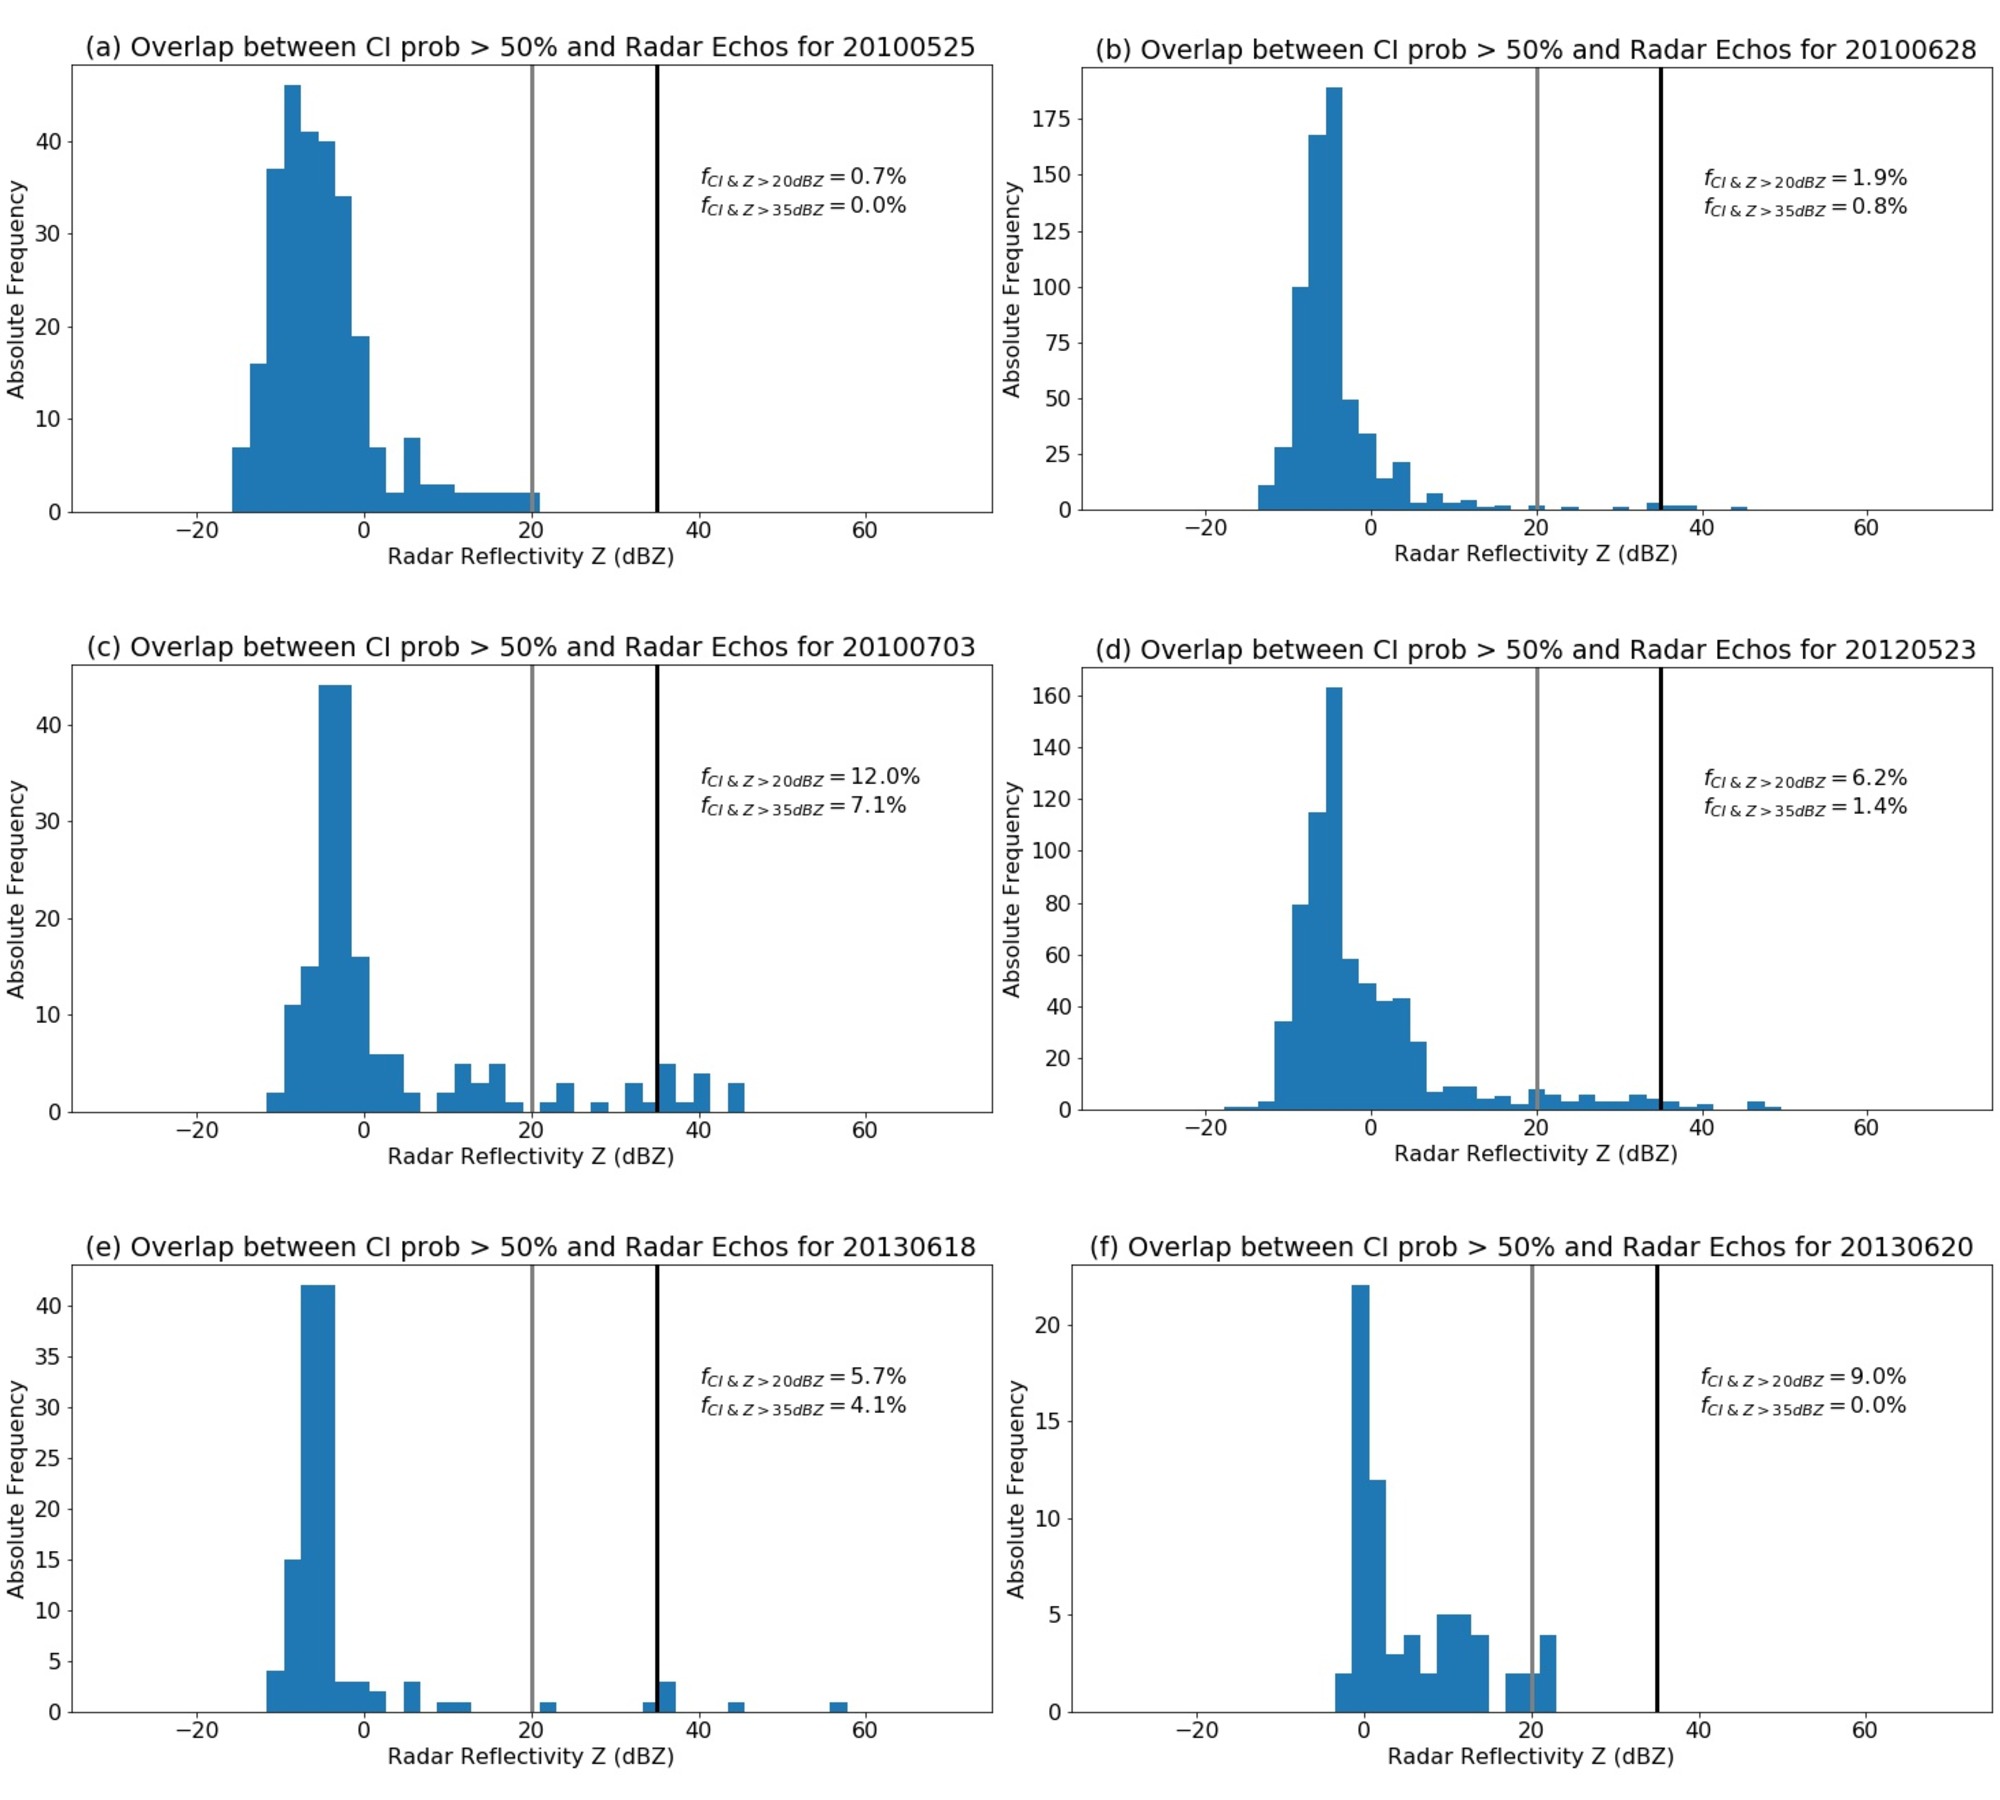 (a) Overlap between CI prob > 50% and Radar Echos for 20100525
Absolute Frequency
40
30
20
10
0
f_{CI & Z>20dBZ} = 0.7%
f_{CI & Z>35dBZ} = 0.0%
−20 0 20 40 60
Radar Reflectivity Z (dBZ)
(b) Overlap between CI prob > 50% and Radar Echos for 20100628
Absolute Frequency
175
150
125
100
75
50
25
0
f_{CI & Z>20dBZ} = 1.9%
f_{CI & Z>35dBZ} = 0.8%
−20 0 20 40 60
Radar Reflectivity Z (dBZ)
(c) Overlap between CI prob > 50% and Radar Echos for 20100703
Absolute Frequency
40
30
20
10
0
f_{CI & Z>20dBZ} = 12.0%
f_{CI & Z>35dBZ} = 7.1%
−20 0 20 40 60
Radar Reflectivity Z (dBZ)
(d) Overlap between CI prob > 50% and Radar Echos for 20120523
Absolute Frequency
160
140
120
100
80
60
40
20
0
f_{CI & Z>20dBZ} = 6.2%
f_{CI & Z>35dBZ} = 1.4%
−20 0 20 40 60
Radar Reflectivity Z (dBZ)
(e) Overlap between CI prob > 50% and Radar Echos for 20130618
Absolute Frequency
40
35
30
25
20
15
10
5
0
f_{CI & Z>20dBZ} = 5.7%
f_{CI & Z>35dBZ} = 4.1%
−20 0 20 40 60
Radar Reflectivity Z (dBZ)
(f) Overlap between CI prob > 50% and Radar Echos for 20130620
Absolute Frequency
20
15
10
5
0
f_{CI & Z>20dBZ} = 9.0%
f_{CI & Z>35dBZ} = 0.0%
−20 0 20 40 60
Radar Reflectivity Z (dBZ)